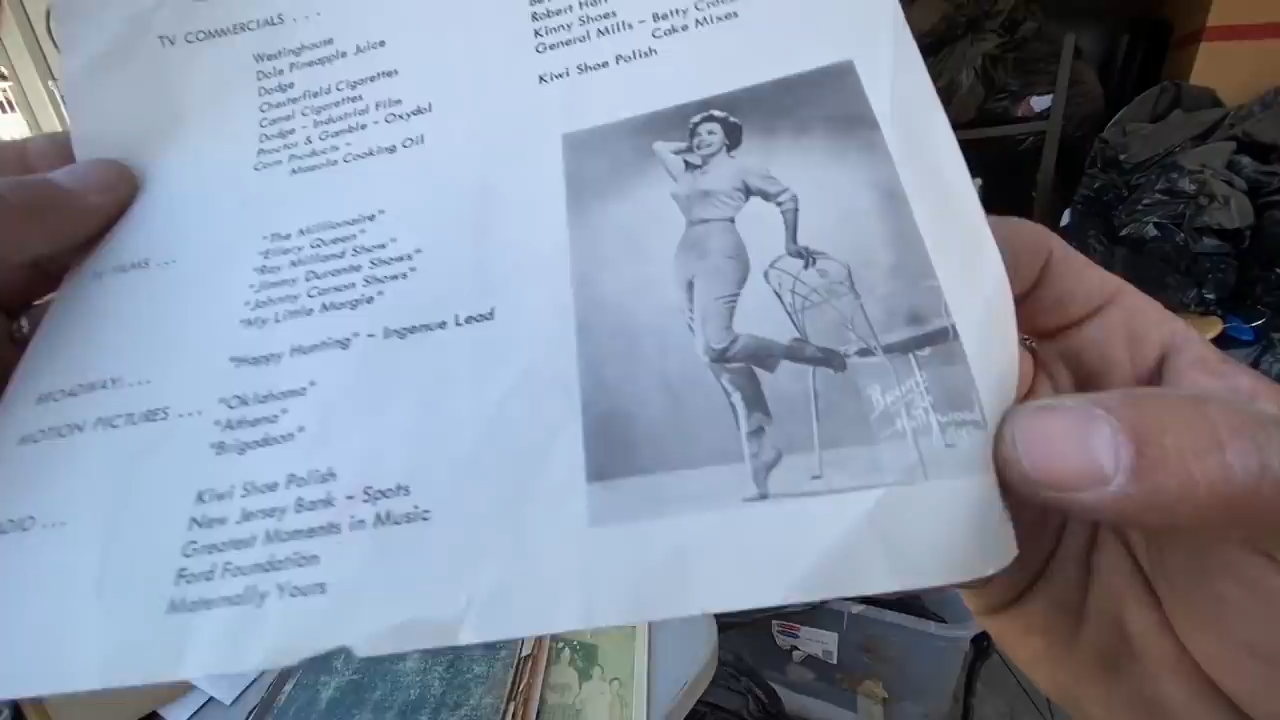 TV COMMERCIALS . . .
Westinghouse
Dole Pineapple Juice
Dodge
Chesterfield Cigarettes
Camel Cigarettes
Dodge - Industrial Film
Procter & Gamble - Oxydol
Corn Products -
Mazola Cooking Oil
Robert Hall
Kinny Shoes
General Mills - Betty
Cake Mixes
Kiwi Shoe Polish
FILMS ...
"The Millionaire"
"Ellery Queen"
"Ray Milland Show"
"Jimmy Durante Shows"
"Johnny Carson Shows"
"My Little Margie"
BROADWAY: ...
"Happy Hunting" - Ingenue Lead
MOTION PICTURES ...
"Oklahoma"
"Athena"
"Brigadoon"
Kiwi Shoe Polish
New Jersey Bank - Spots
Greatest Moments in Music
Ford Foundation
Maternally Yours
Hollywood